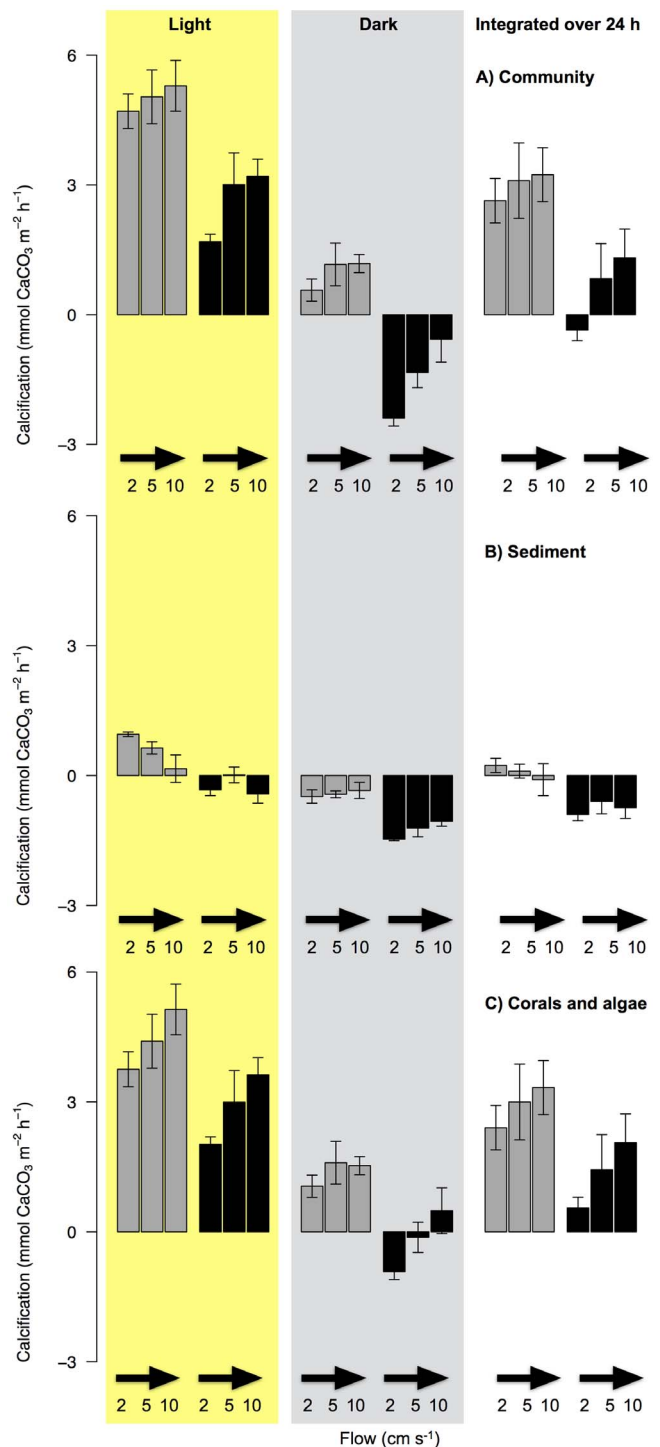 Light Dark Integrated over 24 h
A) Community
6
3
0
−3
Calcification (mmol CaCO₃ m⁻² h⁻¹)
2 5 10 2 5 10 2 5 10 2 5 10 2 5 10 2 5 10
B) Sediment
6
3
0
−3
Calcification (mmol CaCO₃ m⁻² h⁻¹)
2 5 10 2 5 10 2 5 10 2 5 10 2 5 10 2 5 10
C) Corals and algae
6
3
0
−3
Calcification (mmol CaCO₃ m⁻² h⁻¹)
2 5 10 2 5 10 2 5 10 2 5 10 2 5 10 2 5 10
Flow (cm s⁻¹)